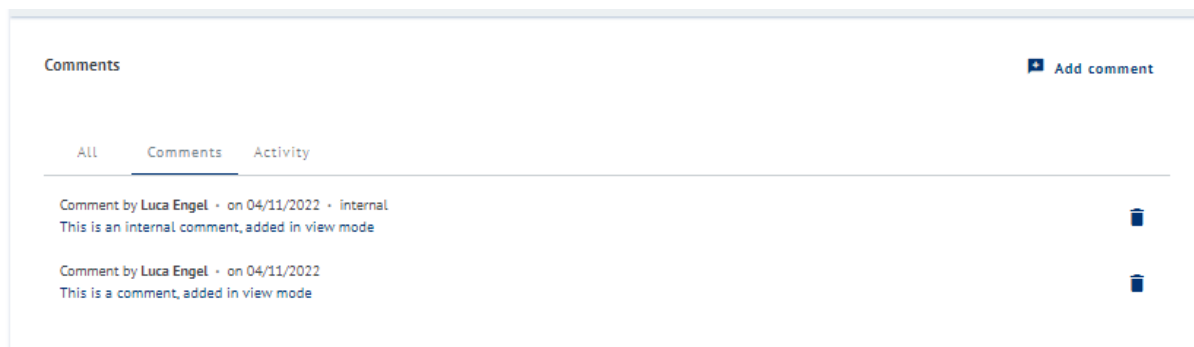 Comments
Add comment
All Comments Activity
Comment by Luca Engel • on 04/11/2022 • internal
This is an internal comment, added in view mode
Comment by Luca Engel • on 04/11/2022
This is a comment, added in view mode